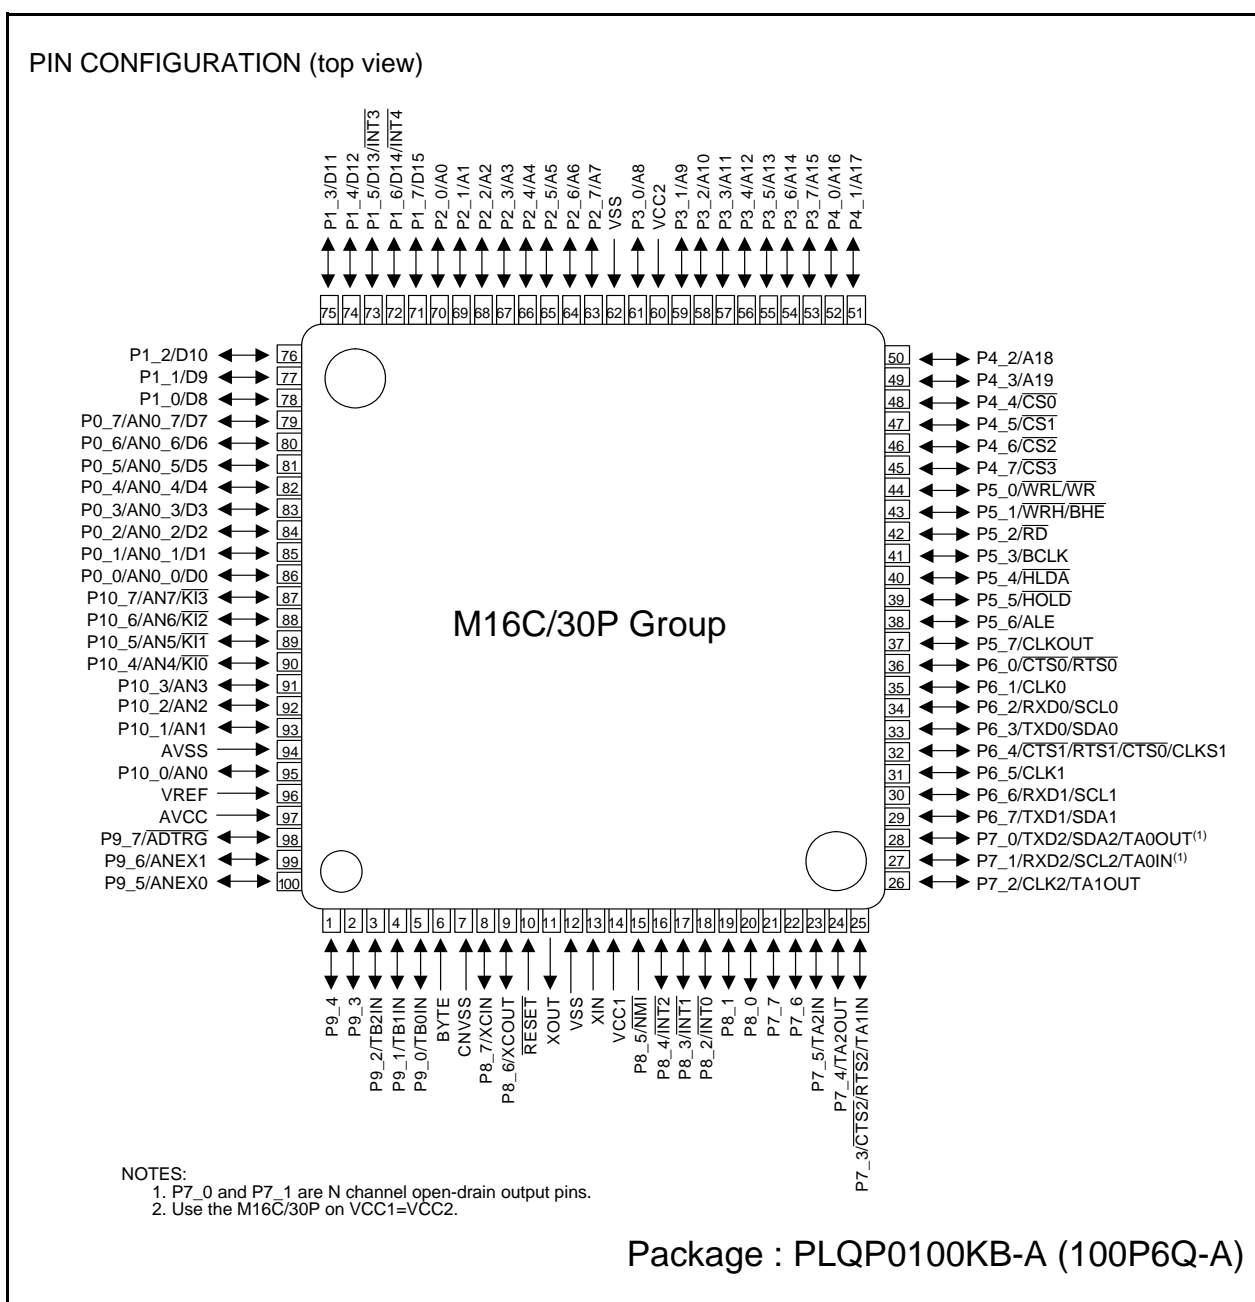 PIN CONFIGURATION (top view)
P1_3/D11
P1_4/D12
P1_5/D13/INT3
P1_6/D14/INT4
P1_7/D15
P2_0/A0
P2_1/A1
P2_2/A2
P2_3/A3
P2_4/A4
P2_5/A5
P2_6/A6
P2_7/A7
VSS
P3_0/A8
VCC2
P3_1/A9
P3_2/A10
P3_3/A11
P3_4/A12
P3_5/A13
P3_6/A14
P3_7/A15
P4_0/A16
P4_1/A17
75 74 73 72 71 70 69 68 67 66 65 64 63 62 61 60 59 58 57 56 55 54 53 52 51
P1_2/D10 76
P1_1/D9 77
P1_0/D8 78
P0_7/AN0_7/D7 79
P0_6/AN0_6/D6 80
P0_5/AN0_5/D5 81
P0_4/AN0_4/D4 82
P0_3/AN0_3/D3 83
P0_2/AN0_2/D2 84
P0_1/AN0_1/D1 85
P0_0/AN0_0/D0 86
P10_7/AN7/KI3 87
P10_6/AN6/KI2 88
P10_5/AN5/KI1 89
P10_4/AN4/KI0 90
P10_3/AN3 91
P10_2/AN2 92
P10_1/AN1 93
AVSS 94
P10_0/AN0 95
VREF 96
AVCC 97
P9_7/ADTRG 98
P9_6/ANEX1 99
P9_5/ANEX0 100
M16C/30P Group
50 P4_2/A18
49 P4_3/A19
48 P4_4/CS0
47 P4_5/CS1
46 P4_6/CS2
45 P4_7/CS3
44 P5_0/WRL/WR
43 P5_1/WRH/BHE
42 P5_2/RD
41 P5_3/BCLK
40 P5_4/HLDA
39 P5_5/HOLD
38 P5_6/ALE
37 P5_7/CLKOUT
36 P6_0/CTS0/RTS0
35 P6_1/CLK0
34 P6_2/RXD0/SCL0
33 P6_3/TXD0/SDA0
32 P6_4/CTS1/RTS1/CTS0/CLKS1
31 P6_5/CLK1
30 P6_6/RXD1/SCL1
29 P6_7/TXD1/SDA1
28 P7_0/TXD2/SDA2/TA0OUT(1)
27 P7_1/RXD2/SCL2/TA0IN(1)
26 P7_2/CLK2/TA1OUT
1 2 3 4 5 6 7 8 9 10 11 12 13 14 15 16 17 18 19 20 21 22 23 24 25
P9_4
P9_3
P9_2/TB2IN
P9_1/TB1IN
P9_0/TB0IN
BYTE
CNVSS
P8_7/XCIN
P8_6/XCOUT
RESET
XOUT
VSS
XIN
VCC1
P8_5/NMI
P8_4/INT2
P8_3/INT1
P8_2/INT0
P8_1
P8_0
P7_7
P7_6
P7_5/TA2IN
P7_4/TA2OUT
P7_3/CTS2/RTS2/TA1IN
NOTES:
1. P7_0 and P7_1 are N channel open-drain output pins.
2. Use the M16C/30P on VCC1=VCC2.
Package : PLQP0100KB-A (100P6Q-A)